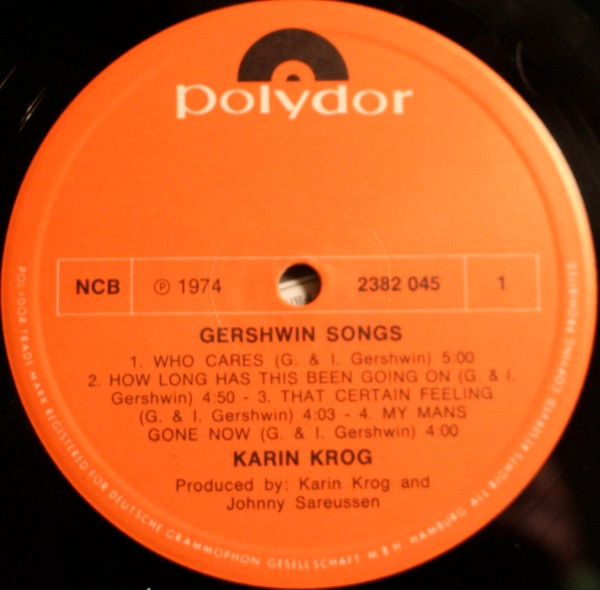 polydor
NCB
℗ 1974
2382 045
1
GERSHWIN SONGS
1. WHO CARES (G. & I. Gershwin) 5:00
2. HOW LONG HAS THIS BEEN GOING ON (G. & I.
Gershwin) 4:50 - 3. THAT CERTAIN FEELING
(G. & I. Gershwin) 4:03 - 4. MY MANS
GONE NOW (G. & I. Gershwin) 4:00
KARIN KROG
Produced by: Karin Krog and
Johnny Sareussen
POLYDOR TRADE MARK REGISTERED FOR DEUTSCHE GRAMMOPHON GESELLSCHAFT M.B.H. HAMBURG ALL RIGHTS RESERVED COPYING PROHIBITED